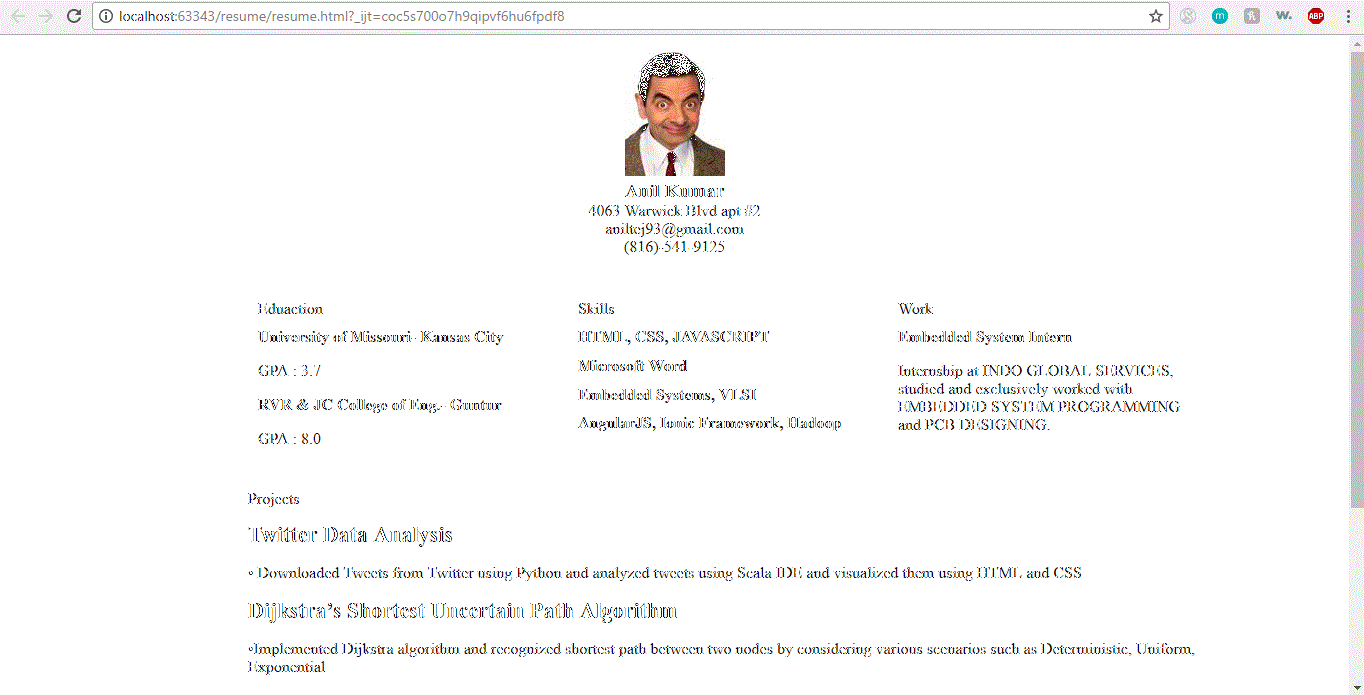 localhost:63343/resume/resume.html?_ijt=coc5s700o7h9qipvf6hu6fpdf8
m
w.
ABP
Anil Kumar
4063 Warwick Blvd apt #2
aniltej93@gmail.com
(816)-541-9125
Eduaction
University of Missouri- Kansas City
GPA : 3.7
RVR & JC College of Eng.- Guntur
GPA : 8.0
Skills
HTML, CSS, JAVASCRIPT
Microsoft Word
Embedded Systems, VLSI
AngularJS, Ionic Framework, Hadoop
Work
Embedded System Intern
Internship at INDO GLOBAL SERVICES,
studied and exclusively worked with
EMBEDDED SYSTEM PROGRAMMING
and PCB DESIGNING.
Projects
Twitter Data Analysis
◦ Downloaded Tweets from Twitter using Python and analyzed tweets using Scala IDE and visualized them using HTML and CSS
Dijkstra's Shortest Uncertain Path Algorithm
◦Implemented Dijkstra algorithm and recognized shortest path between two nodes by considering various scenarios such as Deterministic, Uniform,
Exponential